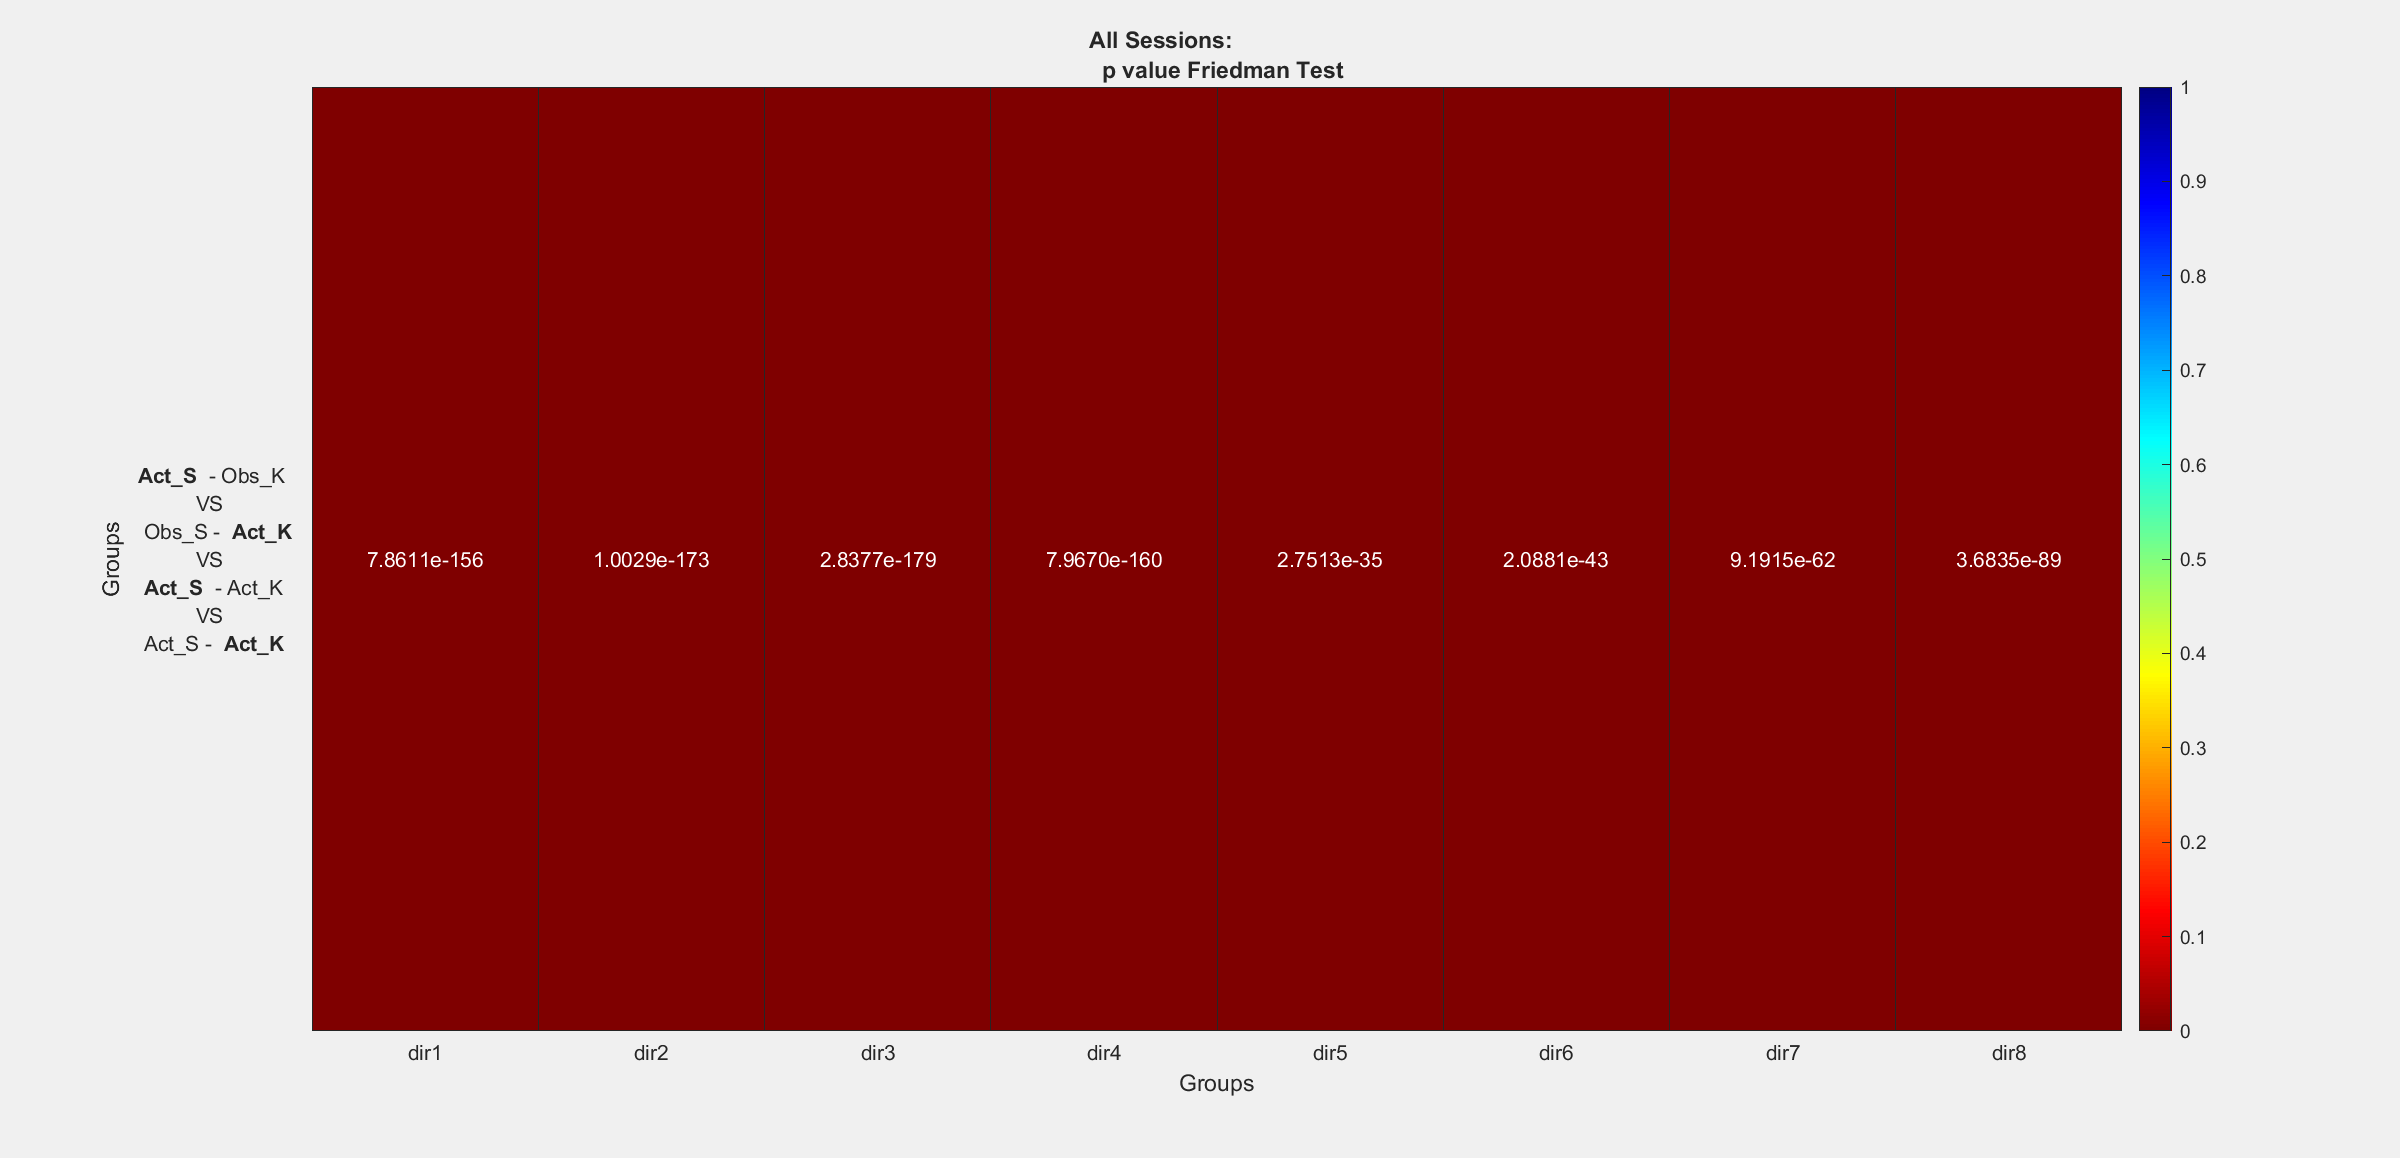 All Sessions:
p value Friedman Test
Groups
Act_S - Obs_K
VS
Obs_S - Act_K
VS
Act_S - Act_K
VS
Act_S - Act_K
7.8611e-156 1.0029e-173 2.8377e-179 7.9670e-160 2.7513e-35 2.0881e-43 9.1915e-62 3.6835e-89
dir1 dir2 dir3 dir4 dir5 dir6 dir7 dir8
Groups
1
0.9
0.8
0.7
0.6
0.5
0.4
0.3
0.2
0.1
0